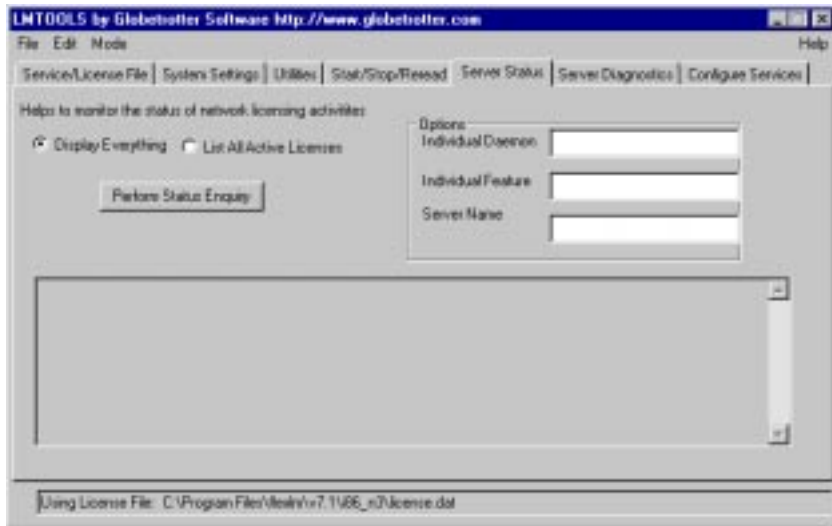 LMTOOLS by Globetrotter Software http://www.globetrotter.com
File Edit Mode Help
Service/License File System Settings Utilities Start/Stop/Reread Server Status Server Diagnostics Configure Services
Helps to monitor the status of network licensing activitites
Display Everything List All Active Licenses
Options
Individual Daemon
Individual Feature
Perform Status Enquiry
Server Name
Using License File: C:\Program Files\flexlm\v7.1\i86_n3\license.dat